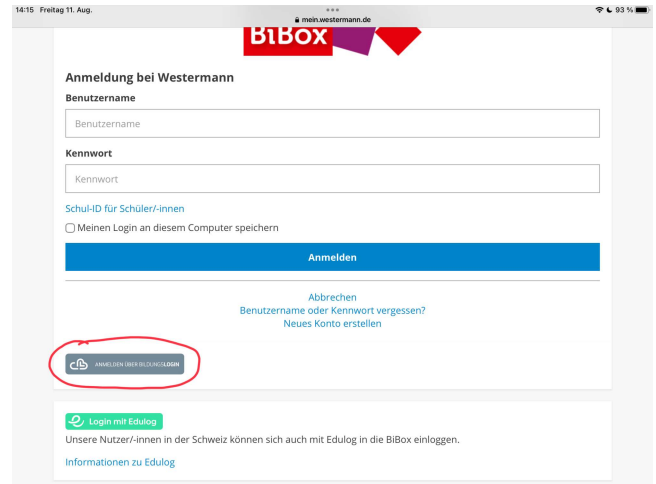 14:15 Freitag 11. Aug.
93 %
mein.westermann.de
BiBox
Anmeldung bei Westermann
Benutzername
Benutzername
Kennwort
Kennwort
Schul-ID für Schüler/-innen
Meinen Login an diesem Computer speichern
Anmelden
Abbrechen
Benutzername oder Kennwort vergessen?
Neues Konto erstellen
ANMELDEN ÜBER BILDUNGSLOGIN
Login mit Edulog
Unsere Nutzer/-innen in der Schweiz können sich auch mit Edulog in die BiBox einloggen.
Informationen zu Edulog